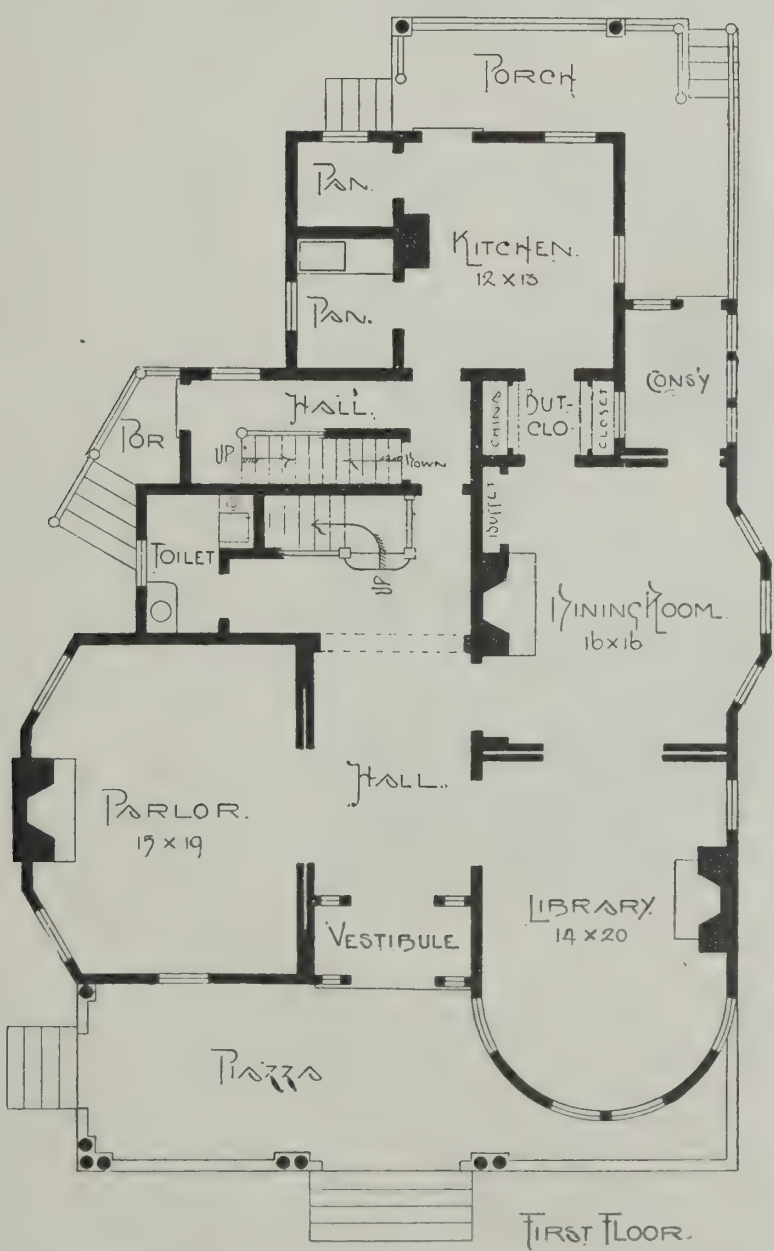 PORCH
PAN.
KITCHEN.
12 X 13
PAN.
CONS'Y
HALL.
CHINA
BUT-
CLO.
CLOSET
POR
UP
DOWN
BUFFET
TOILET
UP
DINING ROOM.
16 X 16
HALL.
PARLOR.
15 X 19
LIBRARY.
14 X 20
VESTIBULE
PIAZZA
FIRST FLOOR.